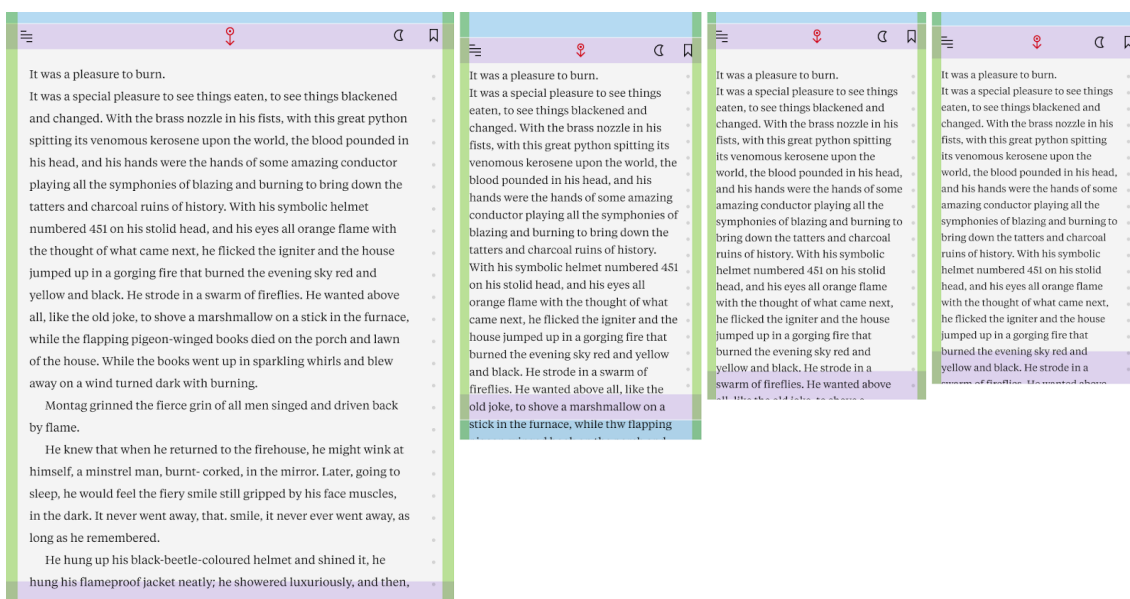 It was a pleasure to burn.
It was a special pleasure to see things eaten, to see things blackened
and changed. With the brass nozzle in his fists, with this great python
spitting its venomous kerosene upon the world, the blood pounded in
his head, and his hands were the hands of some amazing conductor
playing all the symphonies of blazing and burning to bring down the
tatters and charcoal ruins of history. With his symbolic helmet
numbered 451 on his stolid head, and his eyes all orange flame with
the thought of what came next, he flicked the igniter and the house
jumped up in a gorging fire that burned the evening sky red and
yellow and black. He strode in a swarm of fireflies. He wanted above
all, like the old joke, to shove a marshmallow on a stick in the furnace,
while the flapping pigeon-winged books died on the porch and lawn
of the house. While the books went up in sparkling whirls and blew
away on a wind turned dark with burning.
Montag grinned the fierce grin of all men singed and driven back
by flame.
He knew that when he returned to the firehouse, he might wink at
himself, a minstrel man, burnt- corked, in the mirror. Later, going to
sleep, he would feel the fiery smile still gripped by his face muscles,
in the dark. It never went away, that. smile, it never ever went away, as
long as he remembered.
He hung up his black-beetle-coloured helmet and shined it, he
hung his flameproof jacket neatly; he showered luxuriously, and then,
It was a pleasure to burn.
It was a special pleasure to see things
eaten, to see things blackened and
changed. With the brass nozzle in his
fists, with this great python spitting its
venomous kerosene upon the world, the
blood pounded in his head, and his
hands were the hands of some amazing
conductor playing all the symphonies of
blazing and burning to bring down the
tatters and charcoal ruins of history.
With his symbolic helmet numbered 451
on his stolid head, and his eyes all
orange flame with the thought of what
came next, he flicked the igniter and the
house jumped up in a gorging fire that
burned the evening sky red and yellow
and black. He strode in a swarm of
fireflies. He wanted above all, like the
old joke, to shove a marshmallow on a
stick in the furnace, while thw flapping
It was a pleasure to burn.
It was a special pleasure to see things
eaten, to see things blackened and
changed. With the brass nozzle in his
fists, with this great python spitting
its venomous kerosene upon the
world, the blood pounded in his head,
and his hands were the hands of some
amazing conductor playing all the
symphonies of blazing and burning to
bring down the tatters and charcoal
ruins of history. With his symbolic
helmet numbered 451 on his stolid
head, and his eyes all orange flame
with the thought of what came next,
he flicked the igniter and the house
jumped up in a gorging fire that
burned the evening sky red and
yellow and black. He strode in a
swarm of fireflies. He wanted above
all, like the old joke, to shove a
It was a pleasure to burn.
It was a special pleasure to see things
eaten, to see things blackened and
changed. With the brass nozzle in his
fists, with this great python spitting
its venomous kerosene upon the
world, the blood pounded in his head,
and his hands were the hands of some
amazing conductor playing all the
symphonies of blazing and burning to
bring down the tatters and charcoal
ruins of history. With his symbolic
helmet numbered 451 on his stolid
head, and his eyes all orange flame
with the thought of what came next,
he flicked the igniter and the house
jumped up in a gorging fire that
burned the evening sky red and
yellow and black. He strode in a
swarm of fireflies. He wanted above